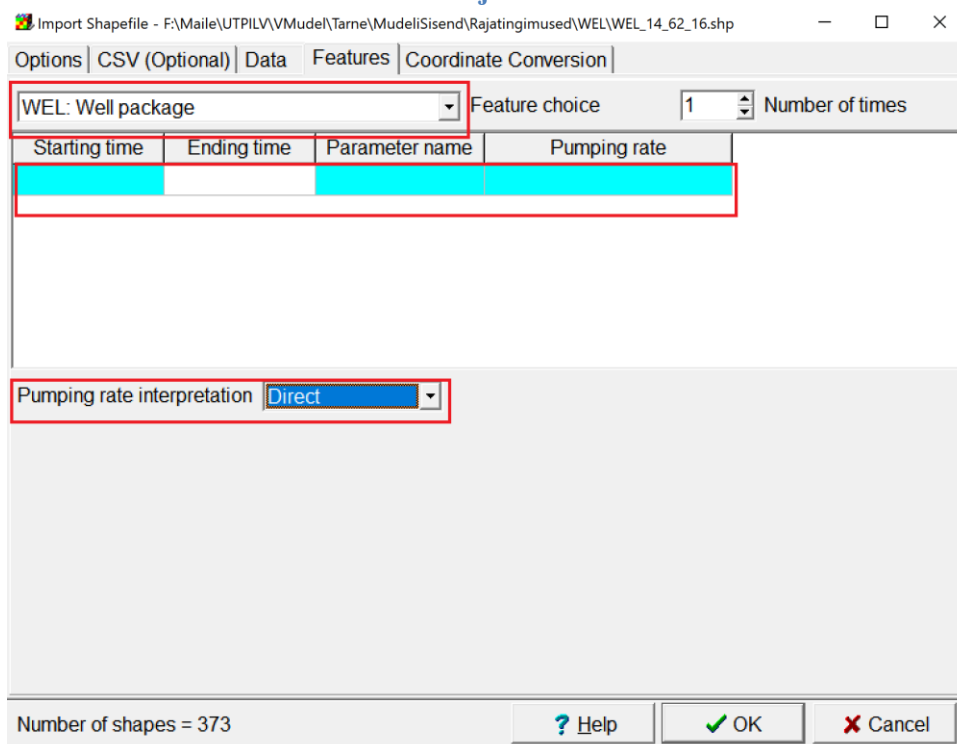 Import Shapefile - F:\Maile\UTPILV\VMudel\Tarne\MudeliSisend\Rajatingimused\WEL\WEL_14_62_16.shp
Options CSV (Optional) Data Features Coordinate Conversion
WEL: Well package Feature choice 1 Number of times
Starting time Ending time Parameter name Pumping rate
Pumping rate interpretation Direct
Number of shapes = 373 ? Help OK Cancel